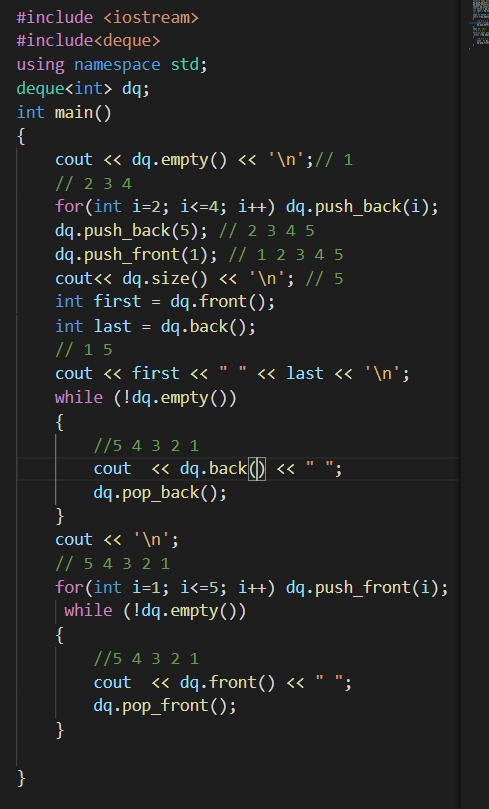 #include <iostream>
#include<deque>
using namespace std;
deque<int> dq;
int main()
{
    cout << dq.empty() << '\n';// 1
    // 2 3 4
    for(int i=2; i<=4; i++) dq.push_back(i);
    dq.push_back(5); // 2 3 4 5
    dq.push_front(1); // 1 2 3 4 5
    cout<< dq.size() << '\n'; // 5
    int first = dq.front();
    int last = dq.back();
    // 1 5
    cout << first << " " << last << '\n';
    while (!dq.empty())
    {
        //5 4 3 2 1
        cout  << dq.back() << " ";
        dq.pop_back();
    }
    cout << '\n';
    // 5 4 3 2 1
    for(int i=1; i<=5; i++) dq.push_front(i);
     while (!dq.empty())
    {
        //5 4 3 2 1
        cout  << dq.front() << " ";
        dq.pop_front();
    }
}